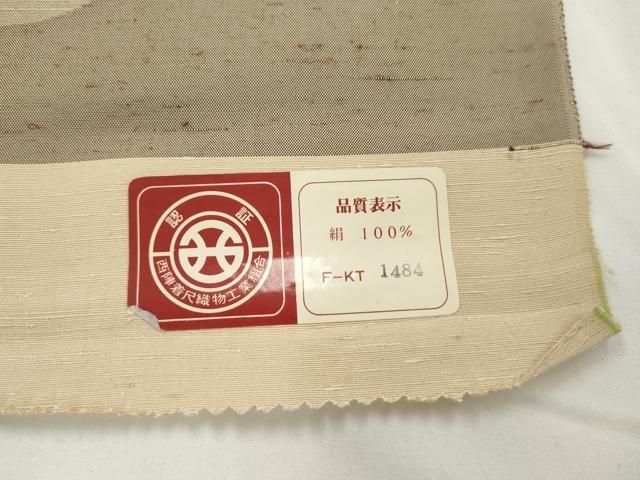 認証
西陣着尺織物工業組合
品質表示
絹 100%
F-KT 1484